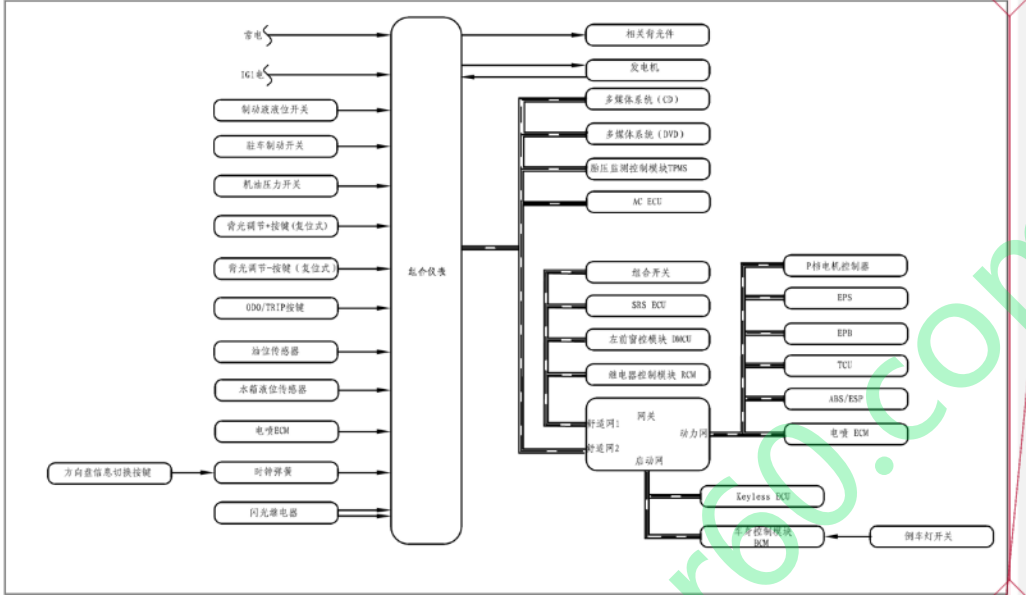 常电
IG1电
制动液液位开关
驻车制动开关
机油压力开关
背光调节+按键(复位式)
背光调节-按键(复位式)
ODO/TRIP按键
油位传感器
水箱液位传感器
电喷ECM
方向盘信息切换按键
时钟弹簧
闪光继电器
组合仪表
相关背光件
发电机
多媒体系统(CD)
多媒体系统(DVD)
胎压监测控制模块TPMS
AC ECU
组合开关
SRS ECU
左前窗控模块 DMCU
继电器控制模块 RCM
网关
舒适网1
动力网
舒适网2
启动网
P档电机控制器
EPS
EPB
TCU
ABS/ESP
电喷 ECM
Keyless ECU
车身控制模块
BCM
倒车灯开关
r60.com